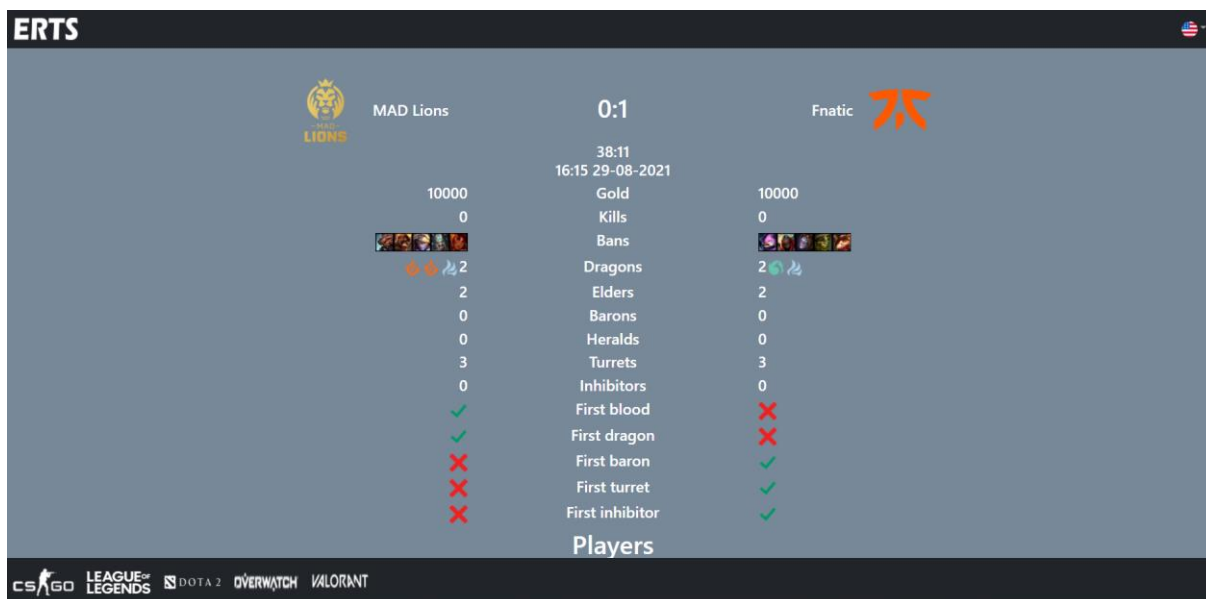 ERTS
MAD Lions 0:1 Fnatic
MAD
LIONS
38:11
16:15 29-08-2021
10000 Gold 10000
0 Kills 0
Bans
2 Dragons 2
2 Elders 2
0 Barons 0
0 Heralds 0
3 Turrets 3
0 Inhibitors 0
First blood
First dragon
First baron
First turret
First inhibitor
Players
CS GO LEAGUE OF LEGENDS DOTA 2 OVERWATCH VALORANT